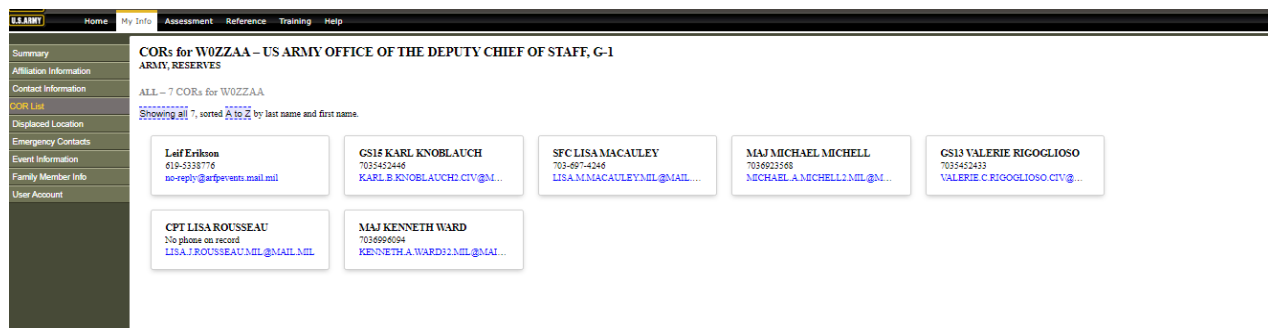 U.S.ARMY
Home My Info Assessment Reference Training Help
Summary
Affiliation Information
Contact Information
COR List
Displaced Location
Emergency Contacts
Event Information
Family Member Info
User Account
CORs for W0ZZAA – US ARMY OFFICE OF THE DEPUTY CHIEF OF STAFF, G-1
ARMY, RESERVES
ALL – 7 CORs for W0ZZAA
Showing all 7, sorted A to Z by last name and first name.
Leif Erikson
619-5338776
no-reply@arfpevents.mail.mil
GS15 KARL KNOBLAUCH
7035452446
KARL.B.KNOBLAUCH2.CIV@M...
SFC LISA MACAULEY
703-697-4246
LISA.M.MACAULEY.MIL@MAIL....
MAJ MICHAEL MICHELL
7036923568
MICHAEL.A.MICHELL2.MIL@M...
GS13 VALERIE RIGOGLIOSO
7035452433
VALERIE.C.RIGOGLIOSO.CIV@...
CPT LISA ROUSSEAU
No phone on record
LISA.J.ROUSSEAU.MIL@MAIL.MIL
MAJ KENNETH WARD
7036996094
KENNETH.A.WARD32.MIL@MAI...